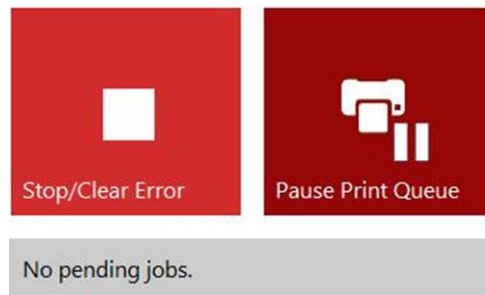 Stop/Clear Error
Pause Print Queue
No pending jobs.